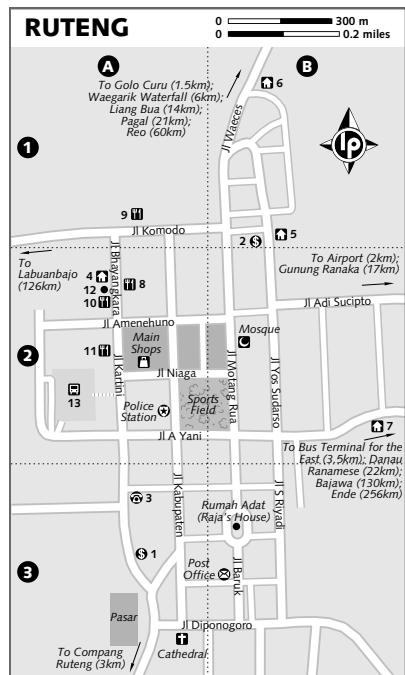 RUTENG
0 300 m
0 0.2 miles
A
B
To Golo Curu (1.5km);
Waegarik Waterfall (6km);
Liang Bua (14km);
Pagal (21km);
Reo (60km)
6
Jl Waeces
lp
1
9
Jl Komodo
2
$
5
To
Labuanbajo
(126km)
Jl Bhayangkara
4
8
12
10
To Airport (2km);
Gunung Ranaka (17km)
Jl Adi Sucipto
Jl Amenehuno
Mosque
2
11
Main
Shops
Jl Kartini
Jl Niaga
Jl Motang Rua
Jl Yos Sudarso
13
Police
Station
Sports
Field
Jl A Yani
7
To Bus Terminal for the
East (3.5km); Danau
Ranamese (22km);
Bajawa (130km);
Ende (256km)
3
Jl Kabupaten
Rumah Adat
(Raja's House)
Jl S Riyadi
3
$
1
Post
Office
Jl Baruk
Pasar
Jl Diponogoro
To Compang
Ruteng (3km)
Cathedral